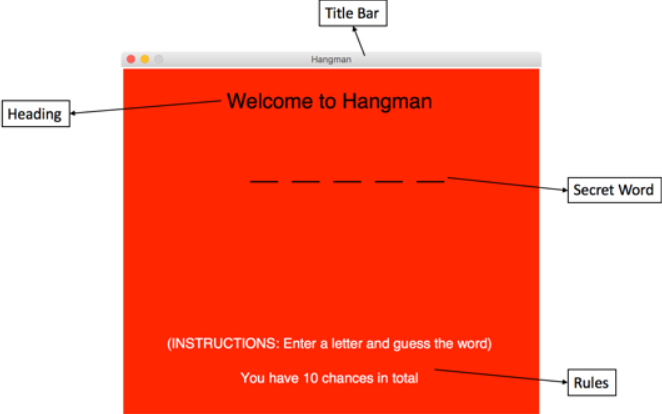 Title Bar
Hangman
Welcome to Hangman
Heading
Secret Word
(INSTRUCTIONS: Enter a letter and guess the word)
You have 10 chances in total
Rules